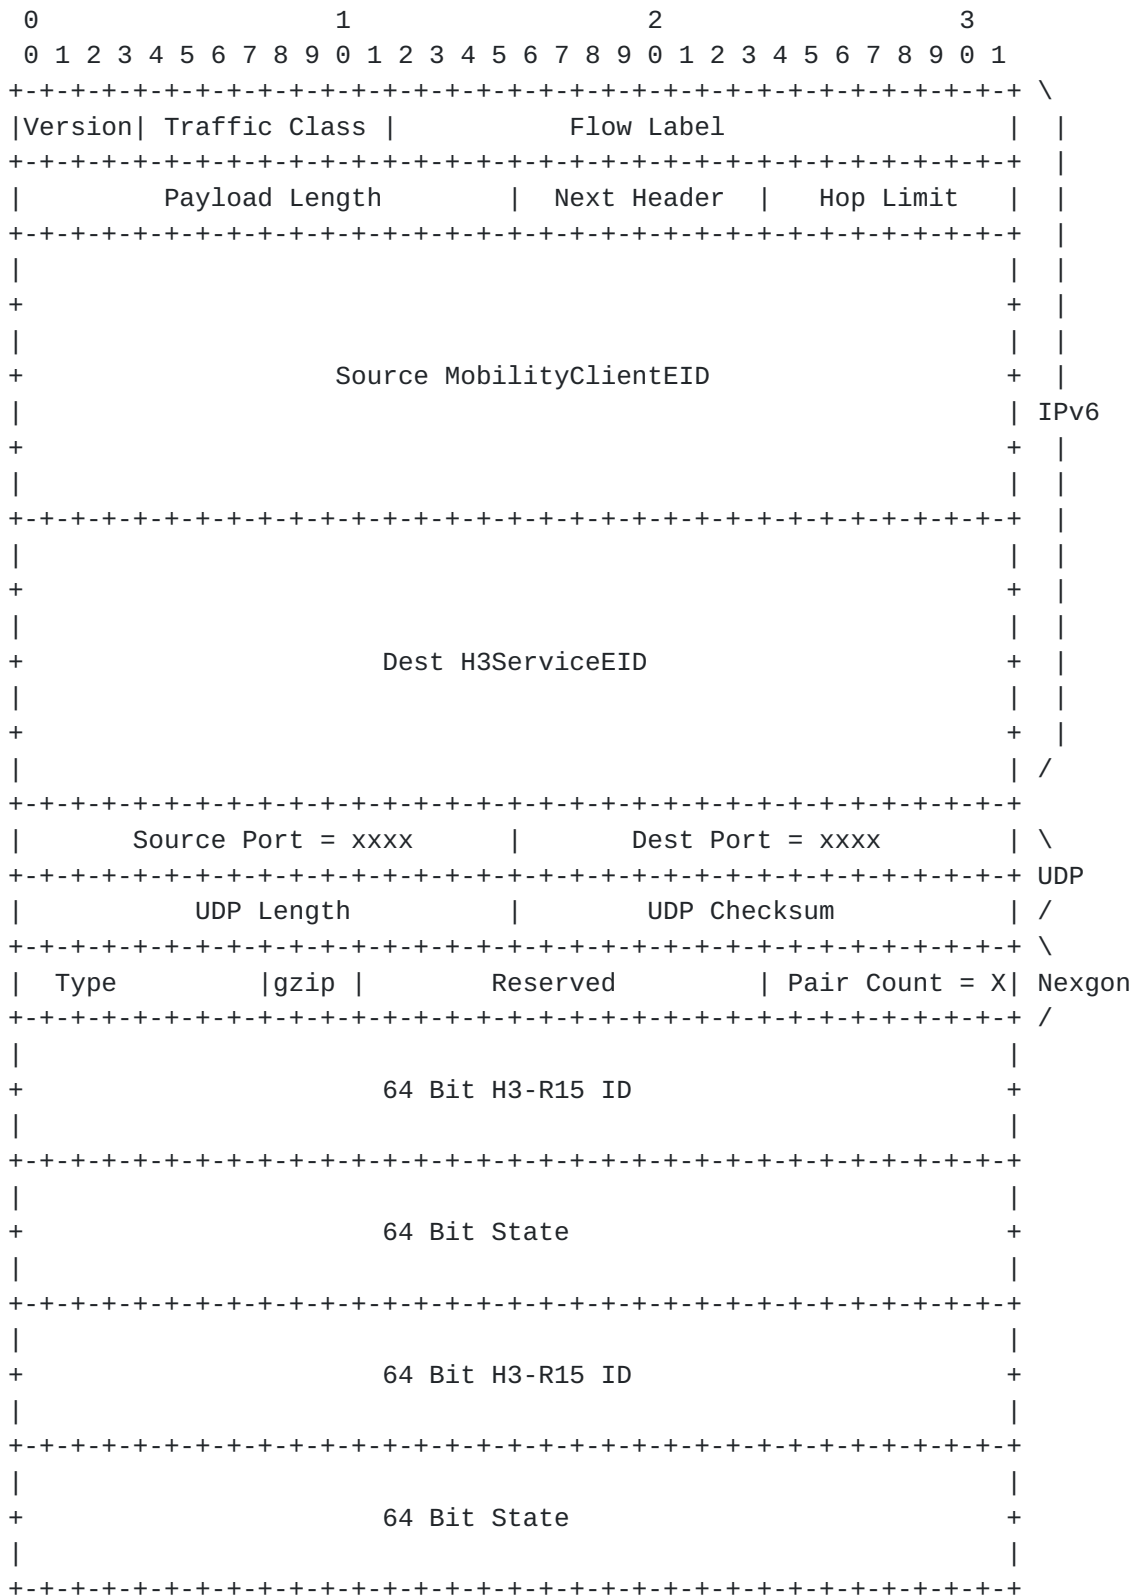 0                   1                   2                   3
 0 1 2 3 4 5 6 7 8 9 0 1 2 3 4 5 6 7 8 9 0 1 2 3 4 5 6 7 8 9 0 1
+-+-+-+-+-+-+-+-+-+-+-+-+-+-+-+-+-+-+-+-+-+-+-+-+-+-+-+-+-+-+-+-+ \
|Version| Traffic Class |           Flow Label                  |  |
+-+-+-+-+-+-+-+-+-+-+-+-+-+-+-+-+-+-+-+-+-+-+-+-+-+-+-+-+-+-+-+-+  |
|         Payload Length        |  Next Header  |   Hop Limit   |  |
+-+-+-+-+-+-+-+-+-+-+-+-+-+-+-+-+-+-+-+-+-+-+-+-+-+-+-+-+-+-+-+-+  |
|                                                               |  |
+                                                               +  |
|                                                               |  |
+                    Source MobilityClientEID                   +  |
|                                                               | IPv6
+                                                               +  |
|                                                               |  |
+-+-+-+-+-+-+-+-+-+-+-+-+-+-+-+-+-+-+-+-+-+-+-+-+-+-+-+-+-+-+-+-+  |
|                                                               |  |
+                                                               +  |
|                                                               |  |
+                       Dest H3ServiceEID                       +  |
|                                                               |  |
+                                                               +  |
|                                                               | /
+-+-+-+-+-+-+-+-+-+-+-+-+-+-+-+-+-+-+-+-+-+-+-+-+-+-+-+-+-+-+-+-+
|       Source Port = xxxx      |       Dest Port = xxxx        | \
+-+-+-+-+-+-+-+-+-+-+-+-+-+-+-+-+-+-+-+-+-+-+-+-+-+-+-+-+-+-+-+-+ UDP
|           UDP Length          |        UDP Checksum           | /
+-+-+-+-+-+-+-+-+-+-+-+-+-+-+-+-+-+-+-+-+-+-+-+-+-+-+-+-+-+-+-+-+ \
|  Type         |gzip |        Reserved         | Pair Count = X| Nexgon
+-+-+-+-+-+-+-+-+-+-+-+-+-+-+-+-+-+-+-+-+-+-+-+-+-+-+-+-+-+-+-+-+ /
|                                                               |
+                       64 Bit H3-R15 ID                        +
|                                                               |
+-+-+-+-+-+-+-+-+-+-+-+-+-+-+-+-+-+-+-+-+-+-+-+-+-+-+-+-+-+-+-+-+
|                                                               |
+                       64 Bit State                            +
|                                                               |
+-+-+-+-+-+-+-+-+-+-+-+-+-+-+-+-+-+-+-+-+-+-+-+-+-+-+-+-+-+-+-+-+
|                                                               |
+                       64 Bit H3-R15 ID                        +
|                                                               |
+-+-+-+-+-+-+-+-+-+-+-+-+-+-+-+-+-+-+-+-+-+-+-+-+-+-+-+-+-+-+-+-+
|                                                               |
+                       64 Bit State                            +
|                                                               |
+-+-+-+-+-+-+-+-+-+-+-+-+-+-+-+-+-+-+-+-+-+-+-+-+-+-+-+-+-+-+-+-+